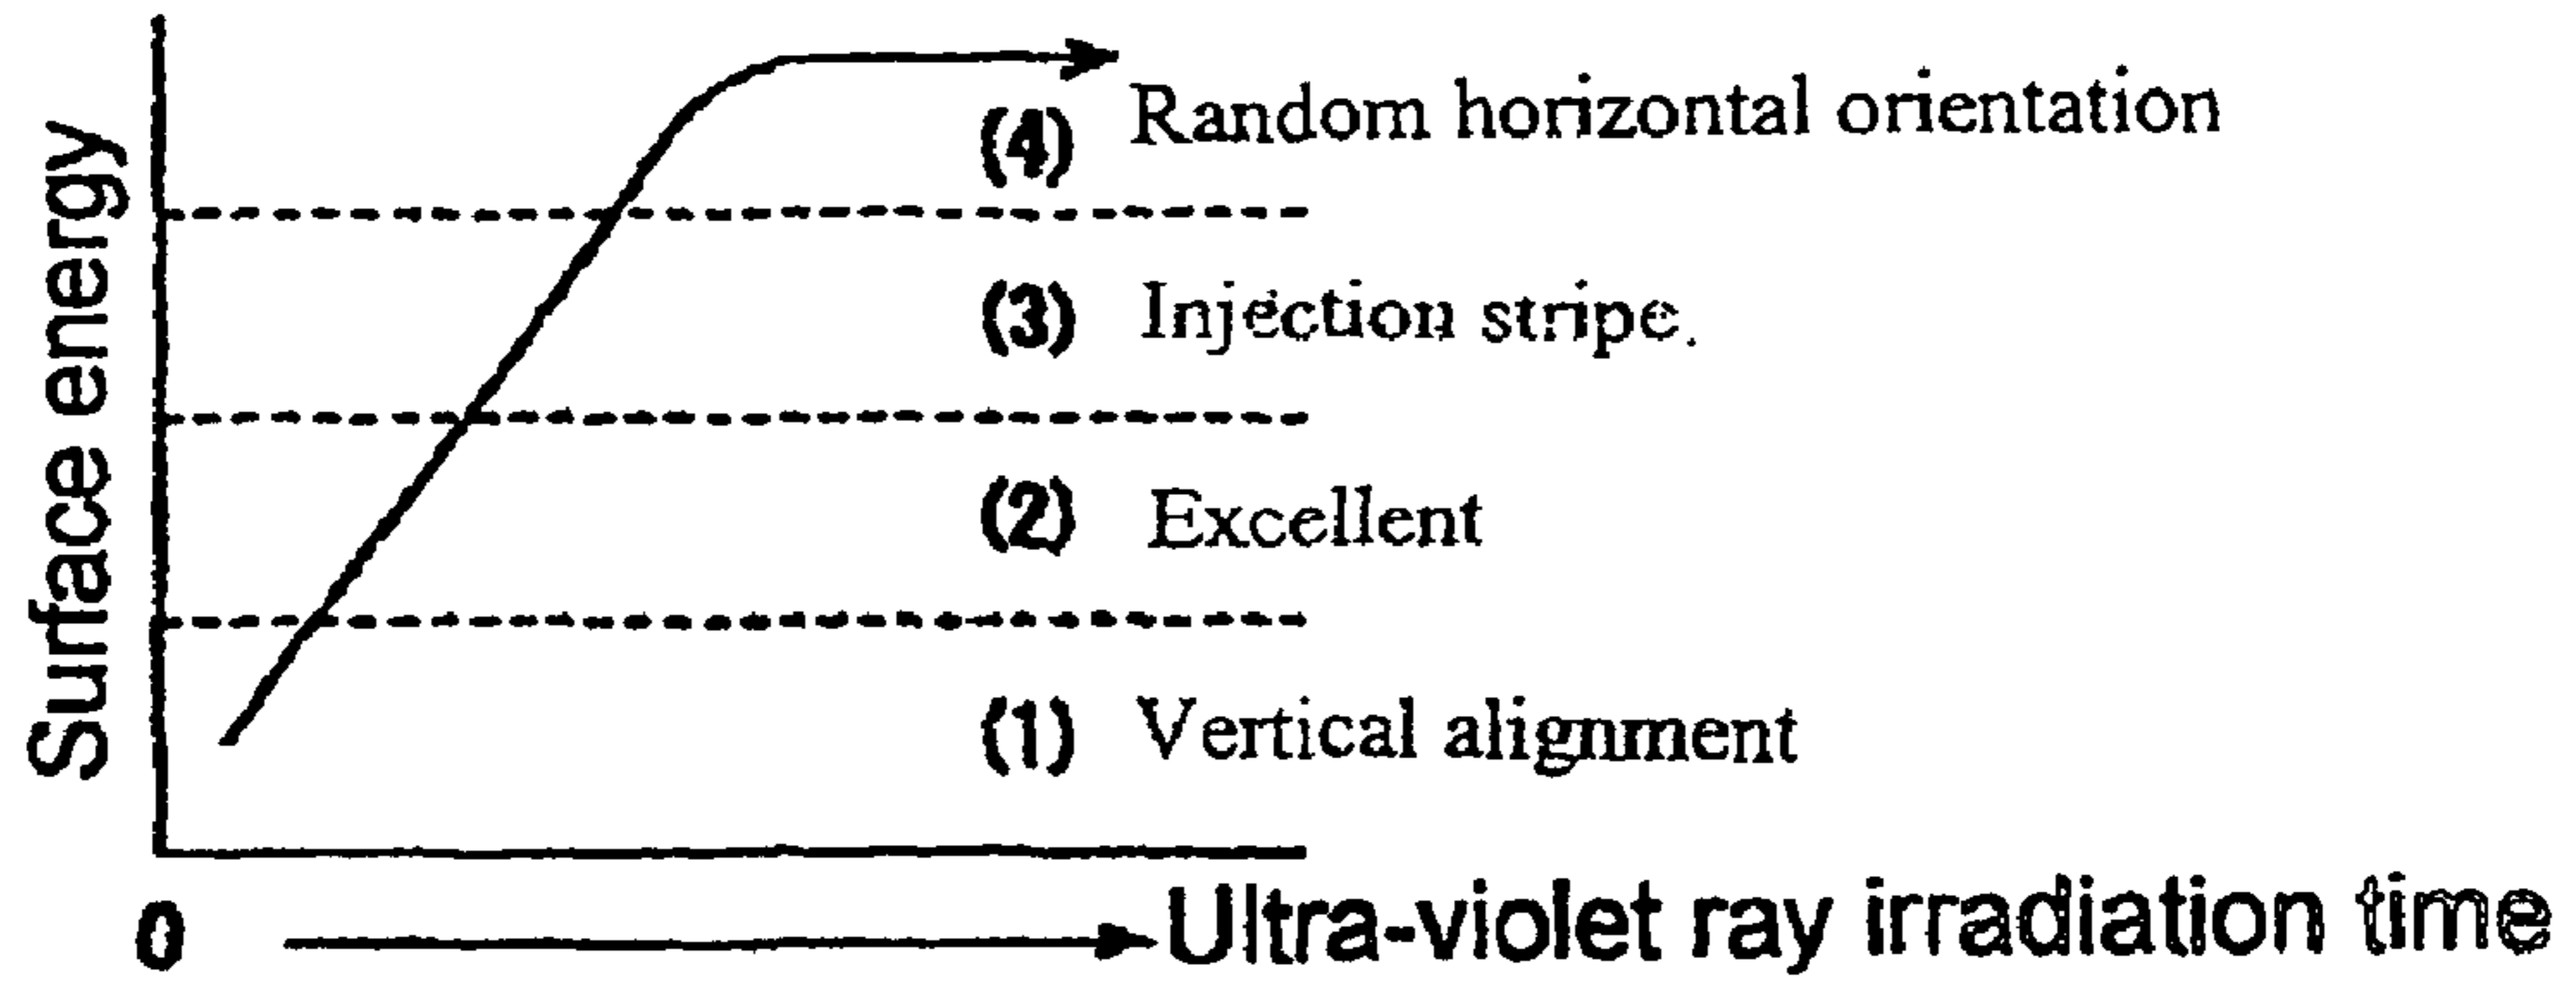 Surface energy
(4) Random horizontal orientation
(3) Injection stripe.
(2) Excellent
(1) Vertical alignment
0
Ultra-violet ray irradiation time